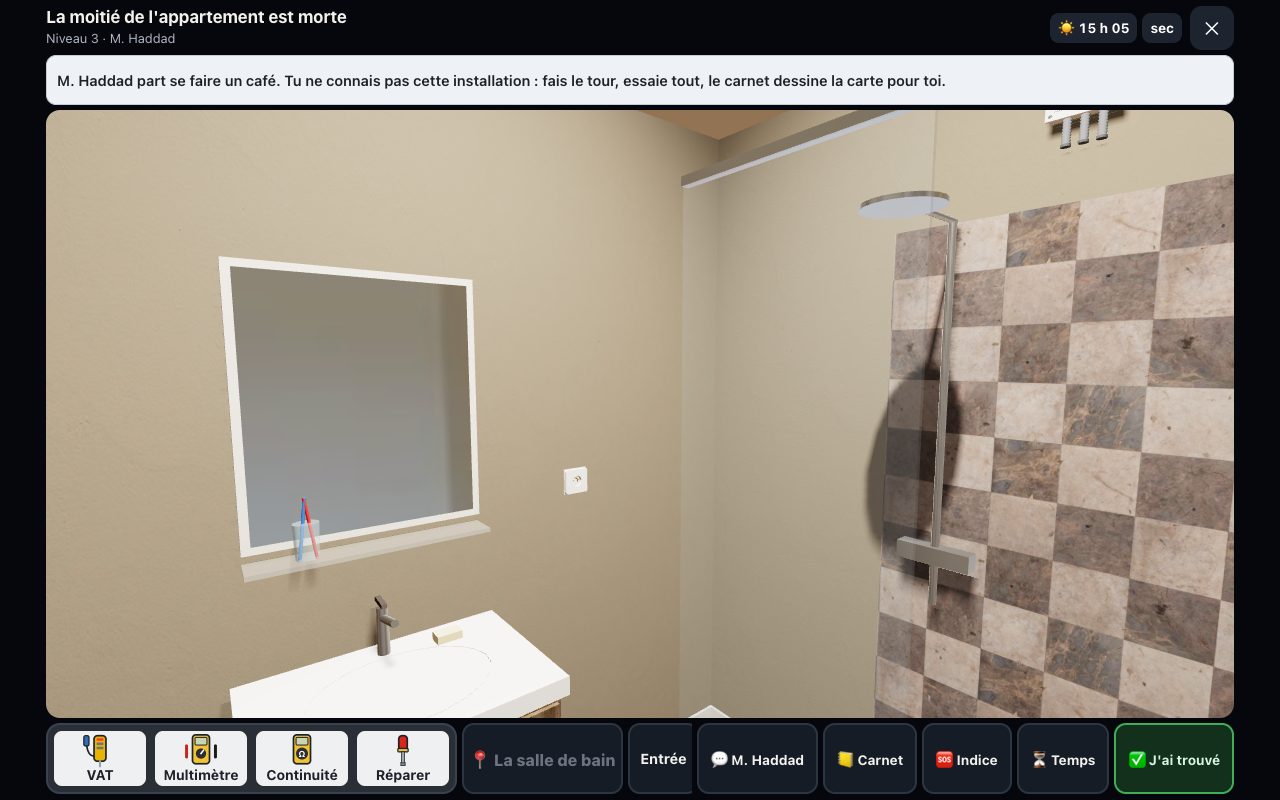 La moitié de l'appartement est morte
Niveau 3 · M. Haddad
☀️ 15 h 05
sec
M. Haddad part se faire un café. Tu ne connais pas cette installation : fais le tour, essaie tout, le carnet dessine la carte pour toi.
VAT
Multimètre
Continuité
Réparer
📍 La salle de bain
Entrée
💬 M. Haddad
📒 Carnet
🆘 Indice
⏳ Temps
✅ J'ai trouvé